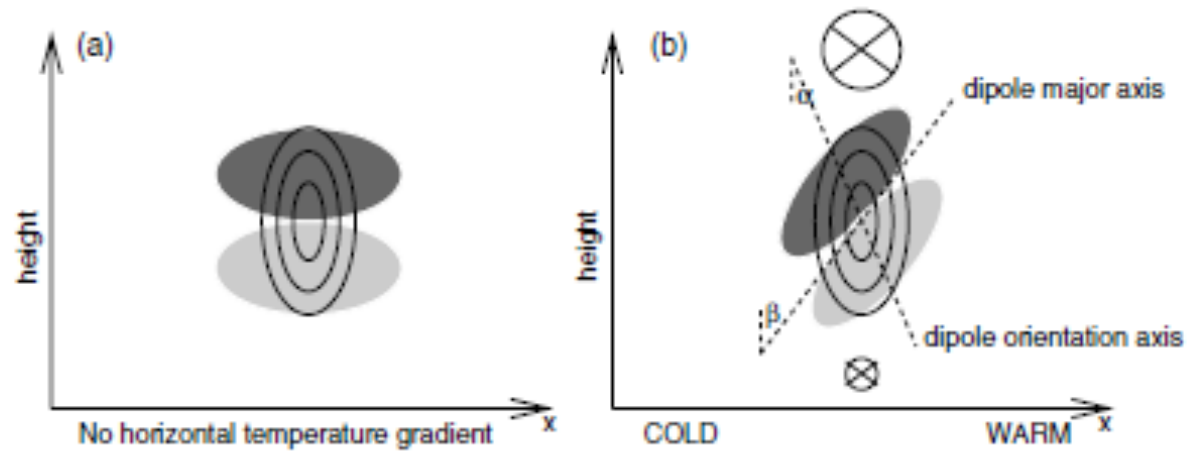 (a)
height
x
No horizontal temperature gradient
(b)
α
dipole major axis
height
β
dipole orientation axis
x
COLD
WARM